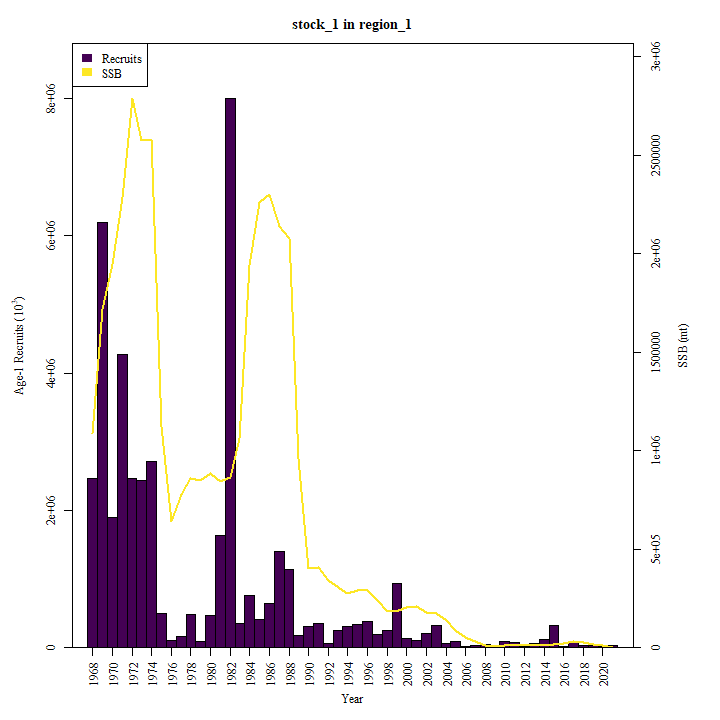 stock_1 in region_1
Recruits
SSB
Age-1 Recruits (10³)
0
2e+06
4e+06
6e+06
8e+06
SSB (mt)
0
5e+05
1e+06
1500000
2e+06
2500000
3e+06
1968 1970 1972 1974 1976 1978 1980 1982 1984 1986 1988 1990 1992 1994 1996 1998 2000 2002 2004 2006 2008 2010 2012 2014 2016 2018 2020
Year